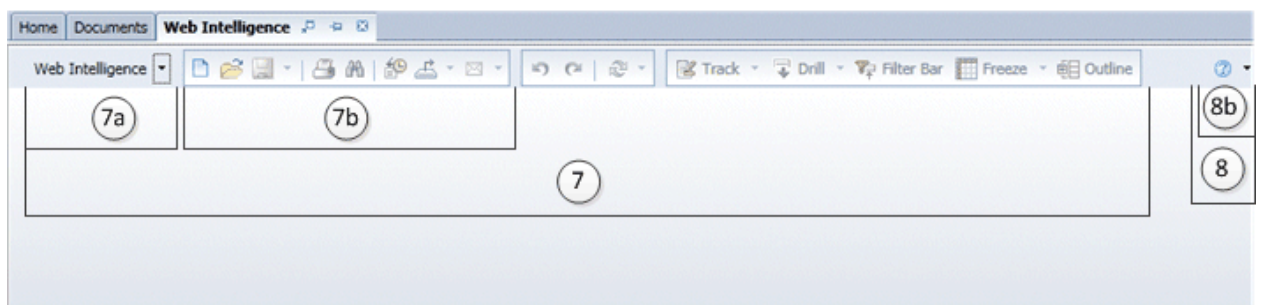 Home Documents Web Intelligence
Web Intelligence Track Drill Filter Bar Freeze Outline
7a 7b 8b
7 8